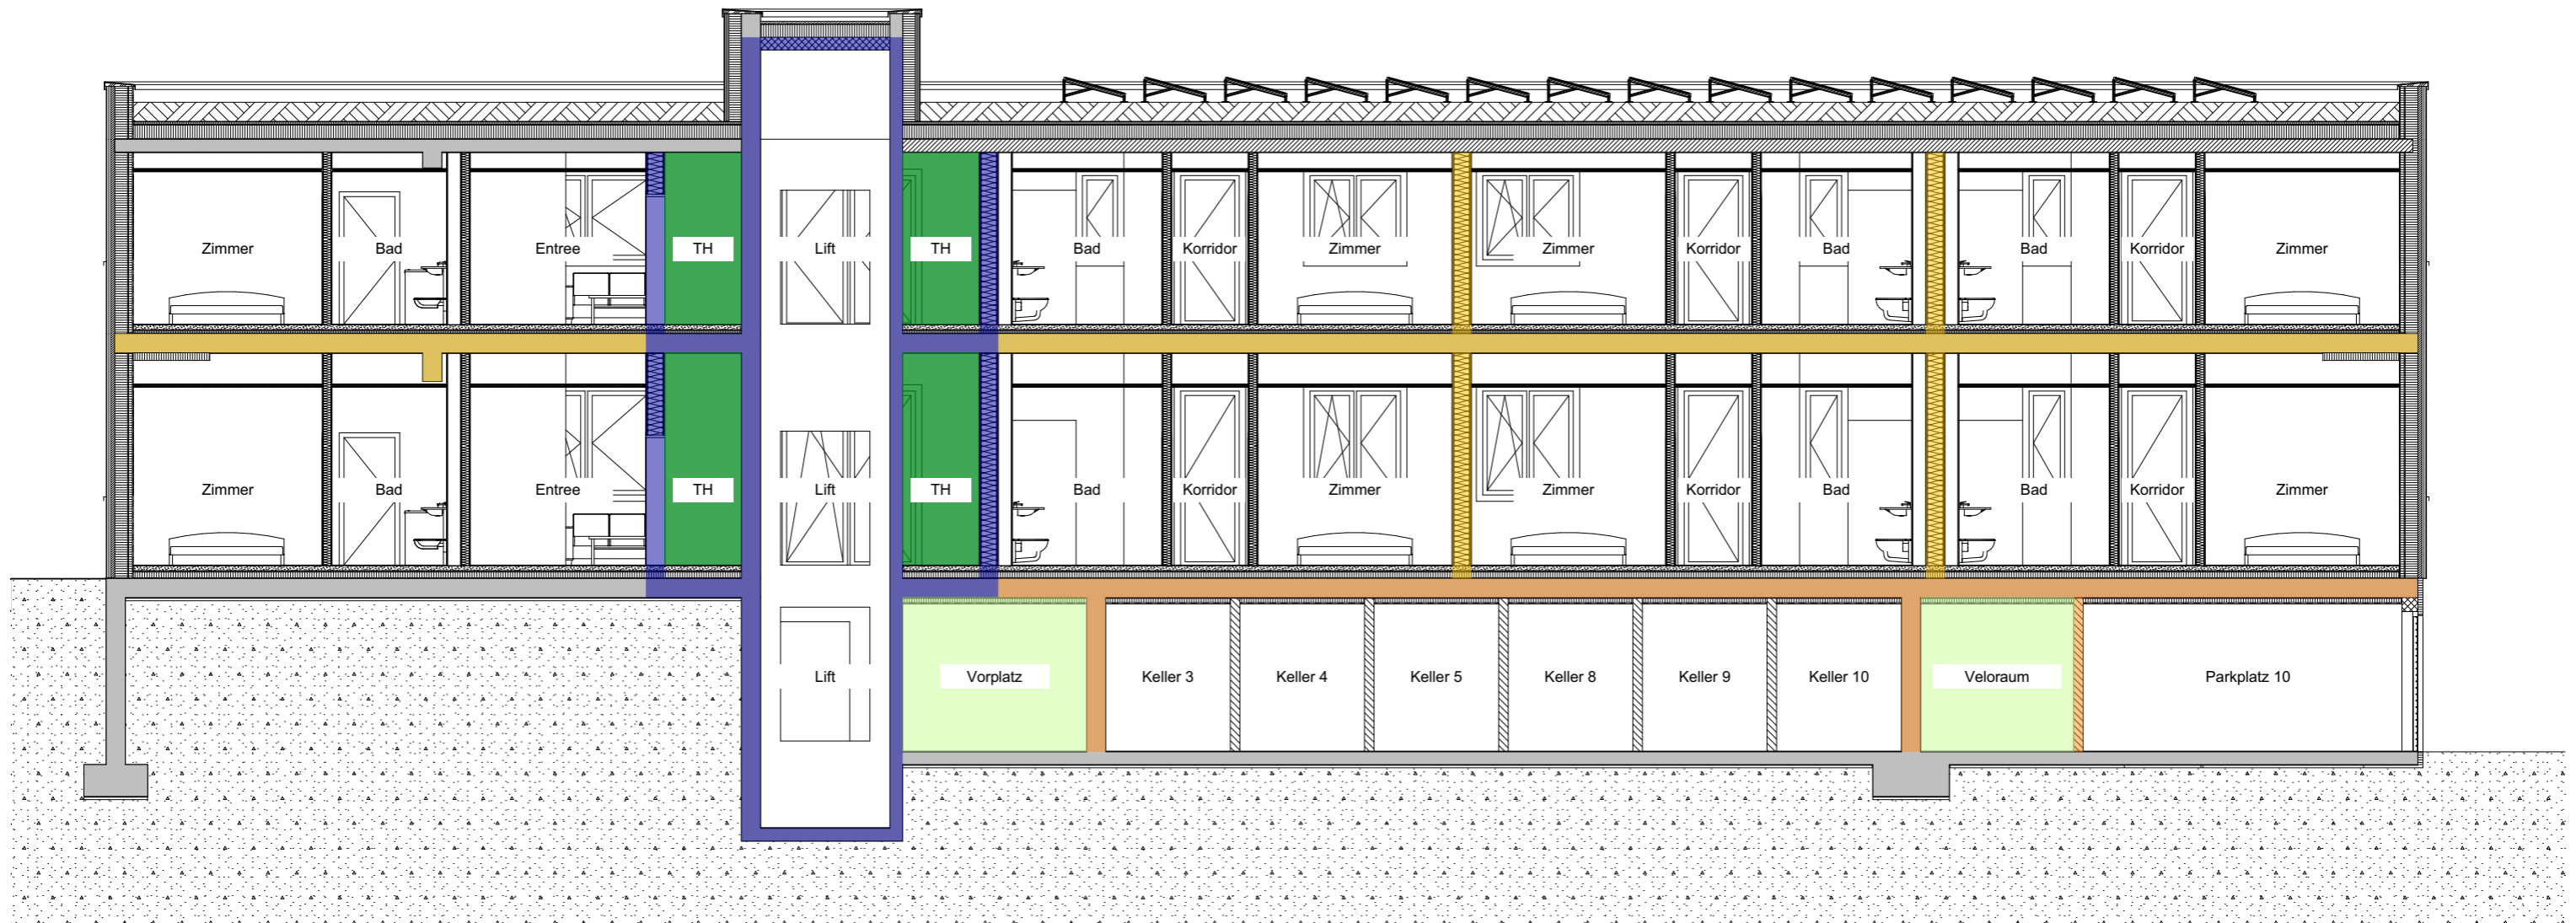 Zimmer
Bad
Entree
TH
Lift
TH
Bad
Korridor
Zimmer
Zimmer
Korridor
Bad
Bad
Korridor
Zimmer
Zimmer
Bad
Entree
TH
Lift
TH
Bad
Korridor
Zimmer
Zimmer
Korridor
Bad
Bad
Korridor
Zimmer
Lift
Vorplatz
Keller 3
Keller 4
Keller 5
Keller 8
Keller 9
Keller 10
Veloraum
Parkplatz 10